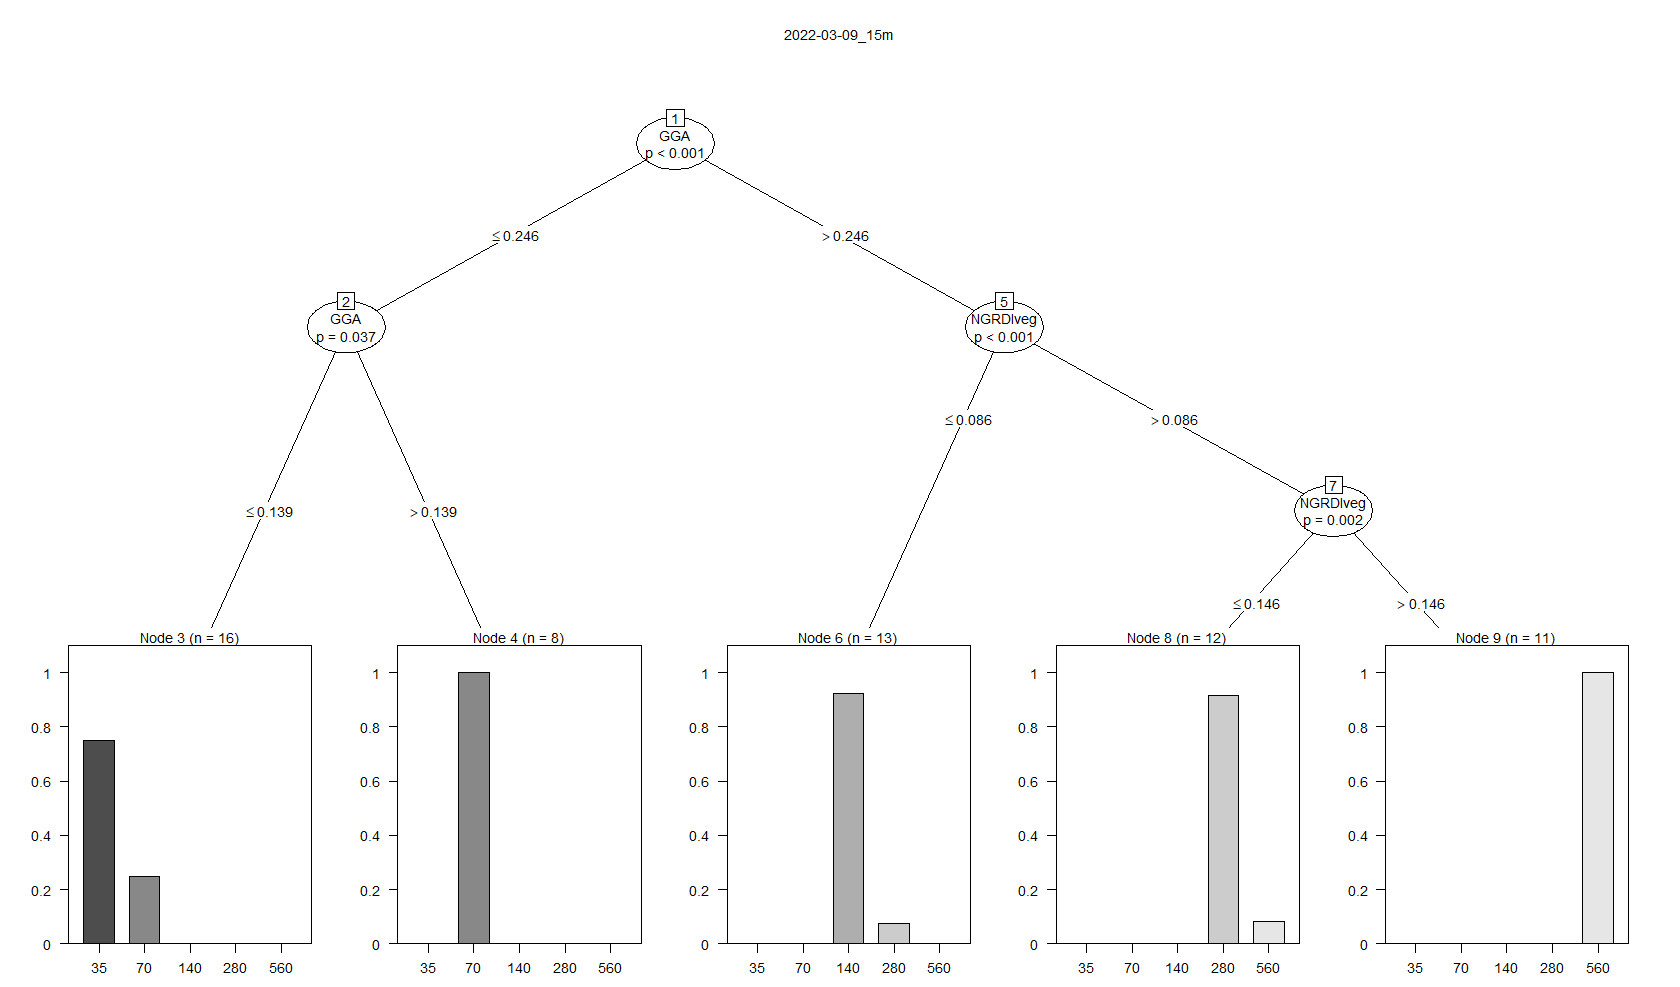 2022-03-09_15m
1
GGA
p < 0.001
≤ 0.246
> 0.246
2
GGA
p = 0.037
5
NGRDIveg
p < 0.001
≤ 0.086
> 0.086
7
NGRDIveg
p = 0.002
≤ 0.139
> 0.139
≤ 0.146
> 0.146
Node 3 (n = 16)
1
0.8
0.6
0.4
0.2
0
35 70 140 280 560
Node 4 (n = 8)
1
0.8
0.6
0.4
0.2
0
35 70 140 280 560
Node 6 (n = 13)
1
0.8
0.6
0.4
0.2
0
35 70 140 280 560
Node 8 (n = 12)
1
0.8
0.6
0.4
0.2
0
35 70 140 280 560
Node 9 (n = 11)
1
0.8
0.6
0.4
0.2
0
35 70 140 280 560